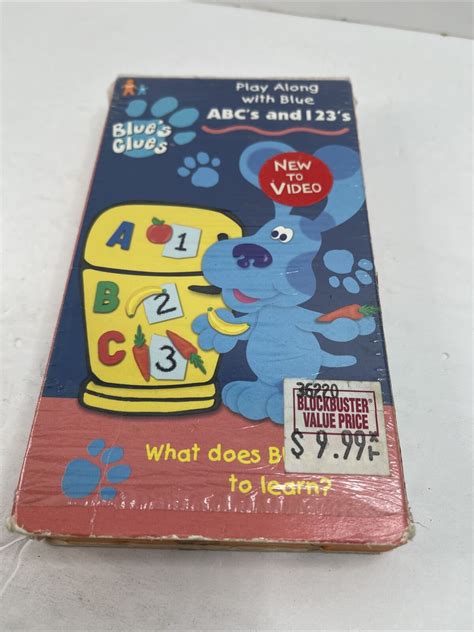 Play Along
with Blue
ABC's and 123's
Blue's
Clues
NEW
TO
VIDEO
A 1
B 2
C 3
36220
BLOCKBUSTER
VALUE PRICE
$ 9.99
What does B
to learn?